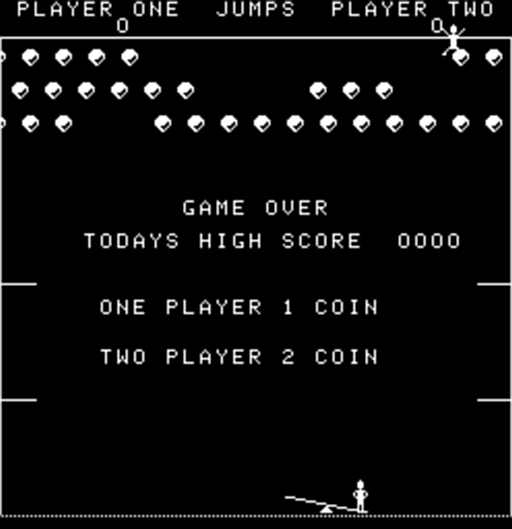 PLAYER ONE JUMPS PLAYER TWO
0 0
GAME OVER
TODAYS HIGH SCORE 0000
ONE PLAYER 1 COIN
TWO PLAYER 2 COIN